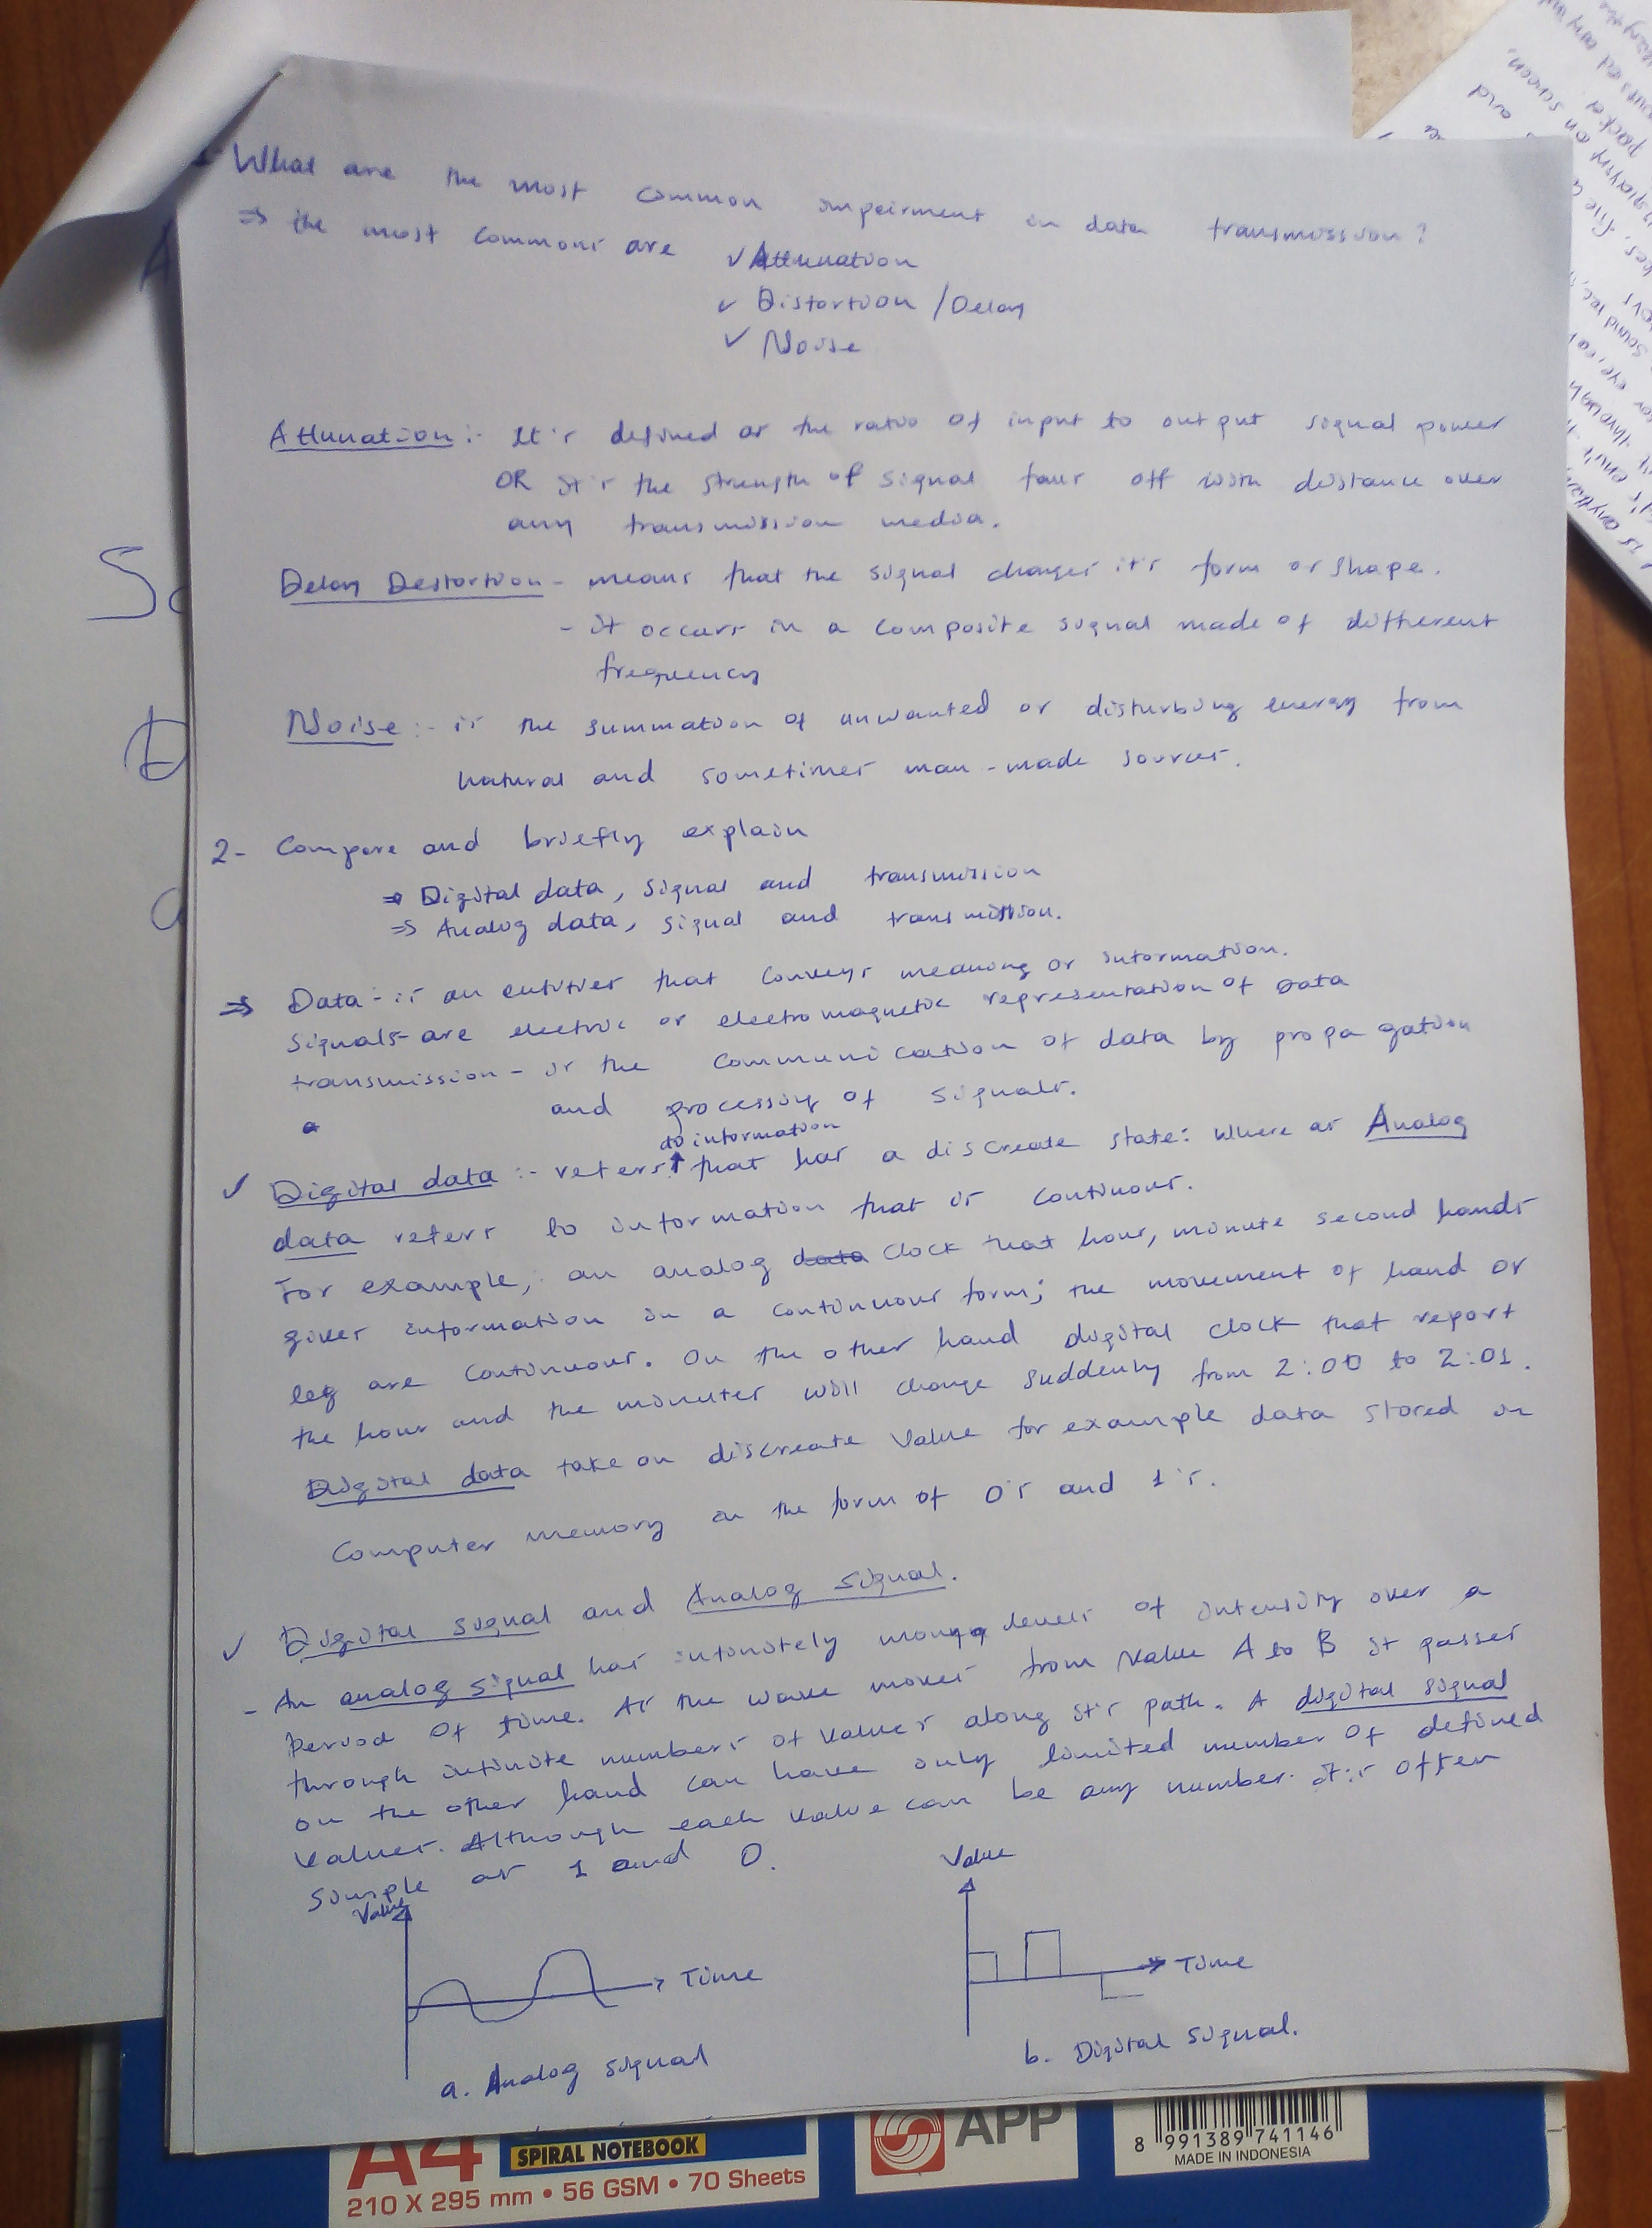 What are the most common impairment in data transmission?
⇒ the most commons are ✓ Attenuation
✓ Distortion / Delay
✓ Noise
Attunation :- It's defined as the ratio of input to output signal power
OR it's the strength of signal faus off with distance over
any transmission media.
Delay Destortion - means that the signal changes it's form or shape.
- it occurs in a composite signal made of different
frequency
Noise :- is the summation of unwanted or disturbing energy from
natural and sometimes man-made sources.
2- Compare and briefly explain
⇒ Digital data, signal and transmission
⇒ Analog data, signal and transmission.
⇒ Data - is an entities that conveys meaning or information.
Signals - are electric or electromagnetic representation of data
transmission - is the communication of data by propagation
and processing of signals.
a
to information
✓ Digital data :- refers ↑ that has a discreate state: where as Analog
data refers to information that is continuous.
For example, an analog data clock that hour, minute second hands
gives information in a continuous form; the movement of hand or
leg are continuous. On the other hand digital clock that report
the hour and the minutes will change suddenly from 2:00 to 2:01.
Digital data take on discreate value for example data stored in
Computer memory in the form of 0's and 1's.
✓ Digital signal and Analog signal.
- An analog signal has infinitely many levels of intensity over a
period of time. As the wave moves from value A to B it passes
through infinite numbers of values along it's path. A digital signal
on the other hand can have only limited number of defined
values. Although each value can be any number. it is often
simple as 1 and 0.
Value
Time
a. Analog signal
Value
Time
b. Digital signal.
A4
SPIRAL NOTEBOOK
210 X 295 mm • 56 GSM • 70 Sheets
APP
8 991389 741146
MADE IN INDONESIA